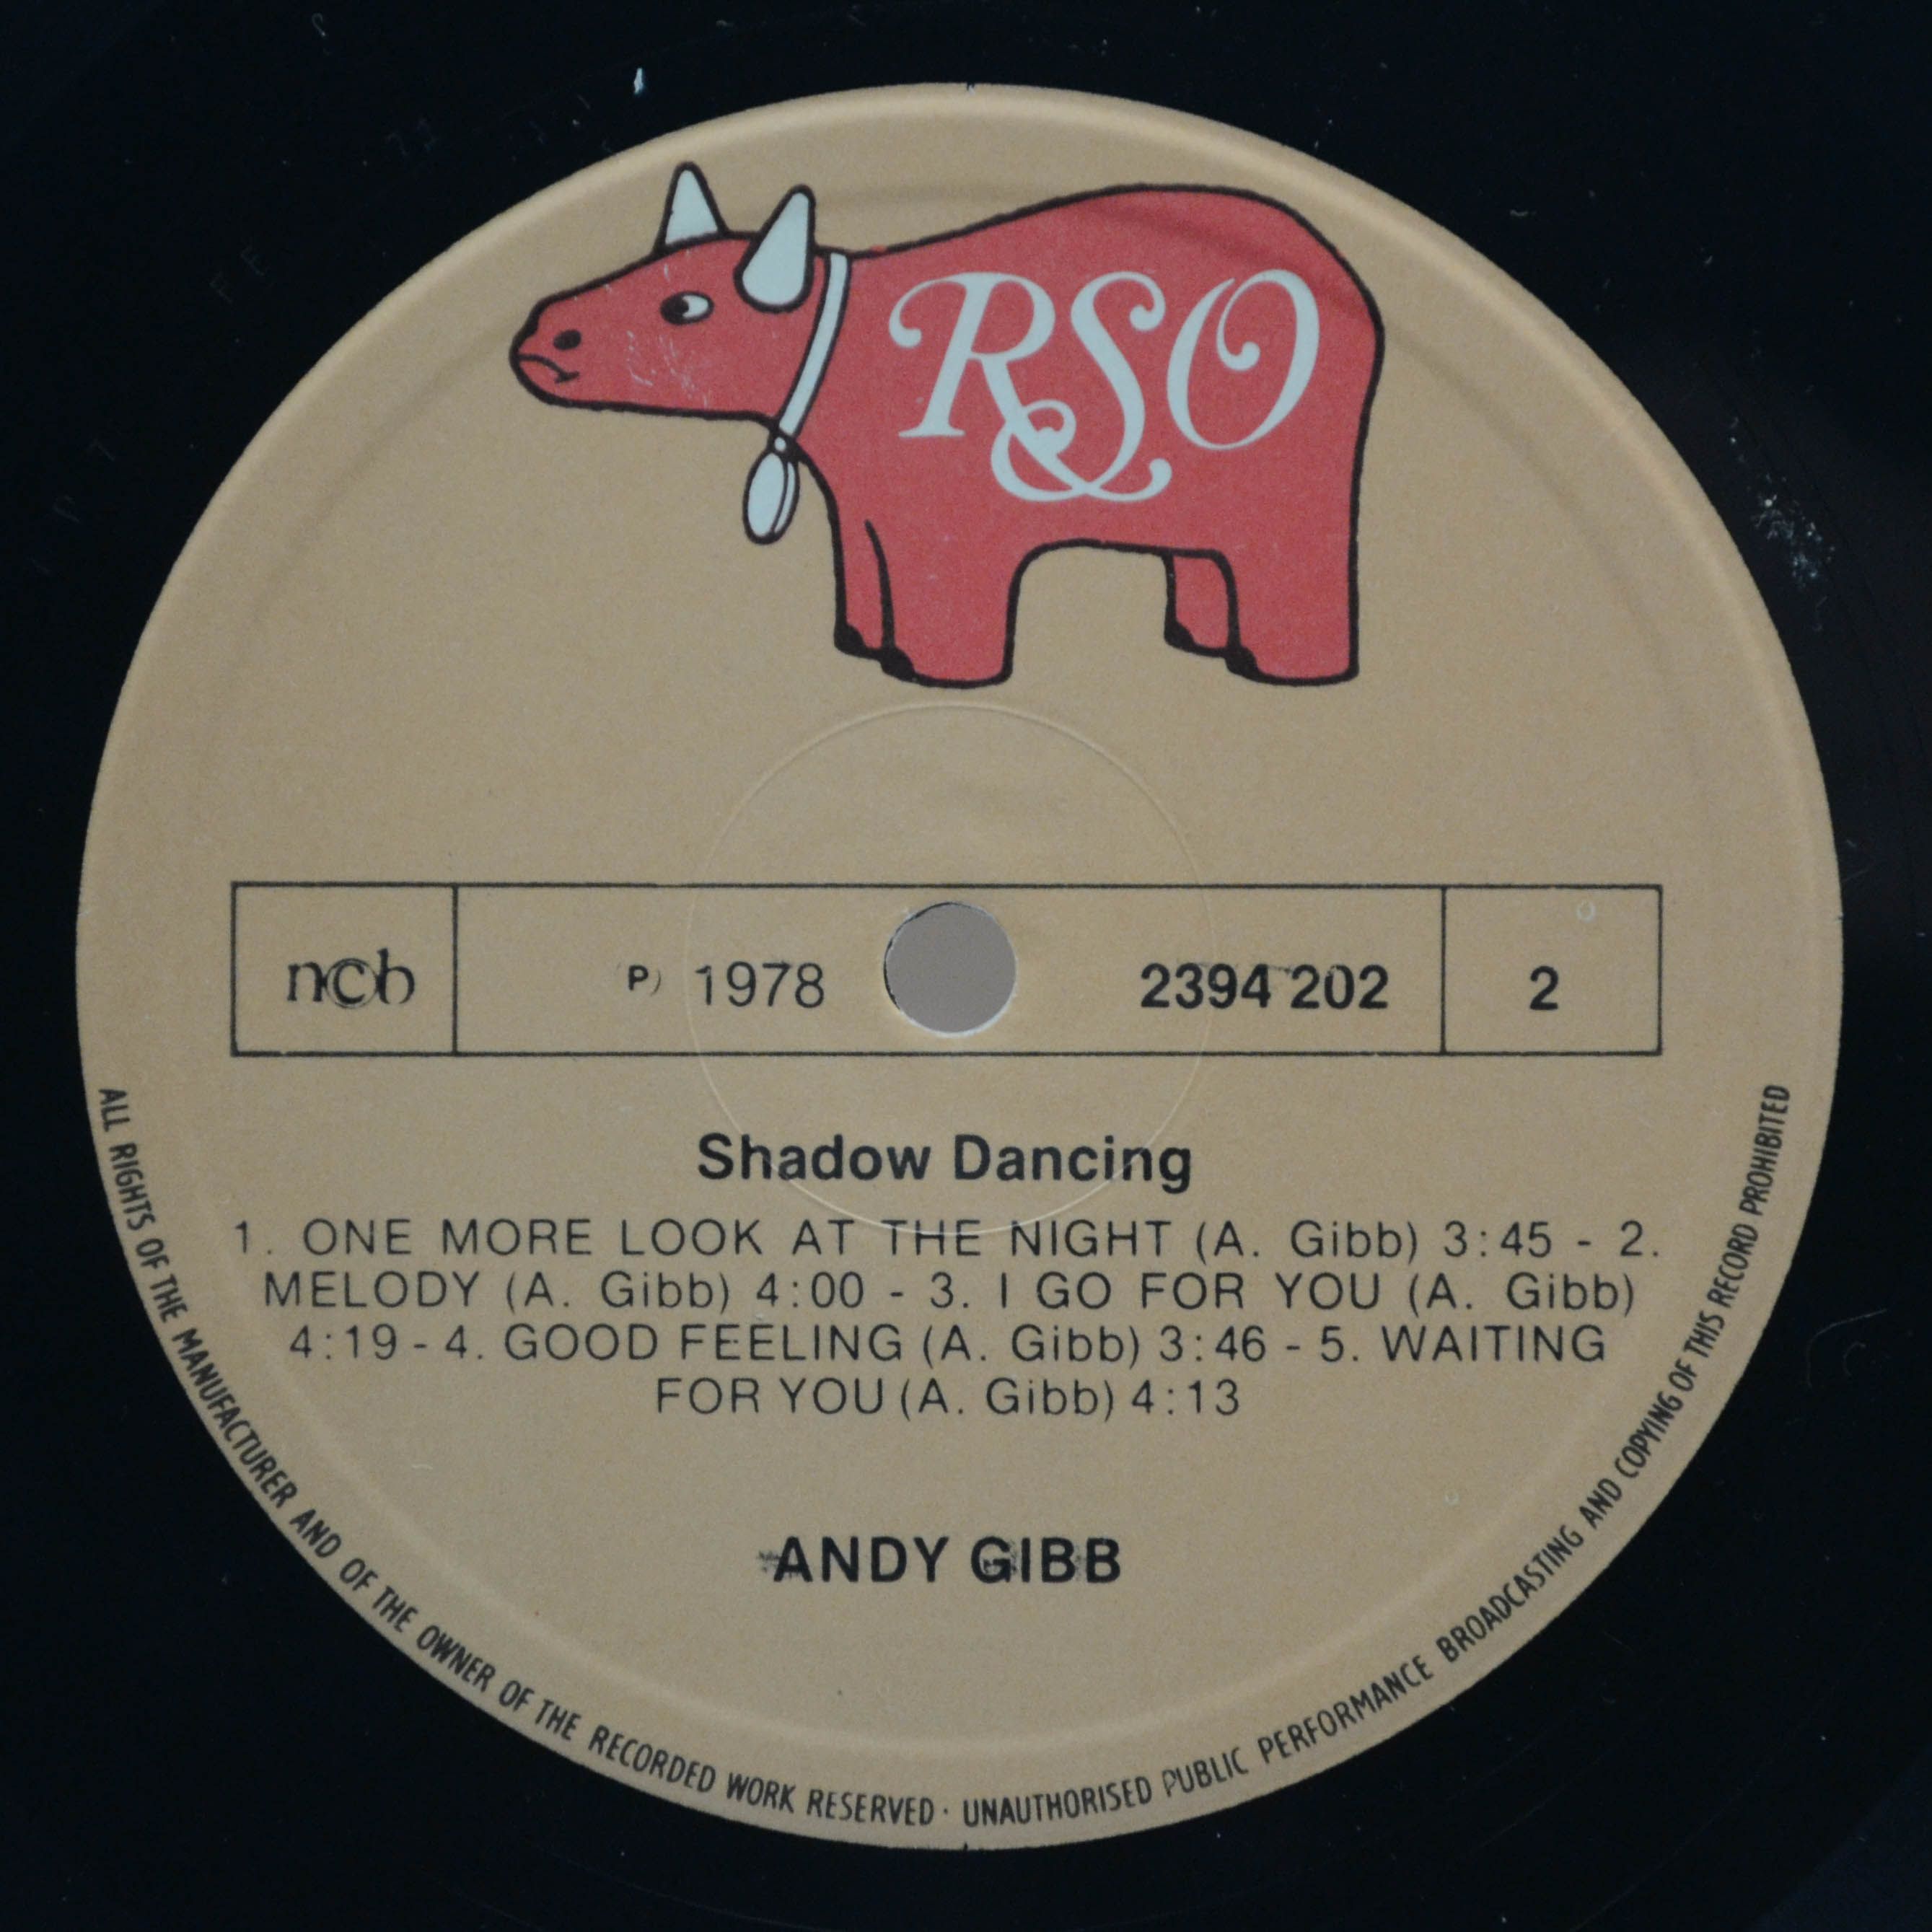 RSO
ncb P) 1978 2394 202 2
Shadow Dancing
1. ONE MORE LOOK AT THE NIGHT (A. Gibb) 3:45 - 2.
MELODY (A. Gibb) 4:00 - 3. I GO FOR YOU (A. Gibb)
4:19 - 4. GOOD FEELING (A. Gibb) 3:46 - 5. WAITING
FOR YOU (A. Gibb) 4:13
ANDY GIBB
ALL RIGHTS OF THE MANUFACTURER AND OF THE OWNER OF THE RECORDED WORK RESERVED · UNAUTHORISED PUBLIC PERFORMANCE BROADCASTING AND COPYING OF THIS RECORD PROHIBITED